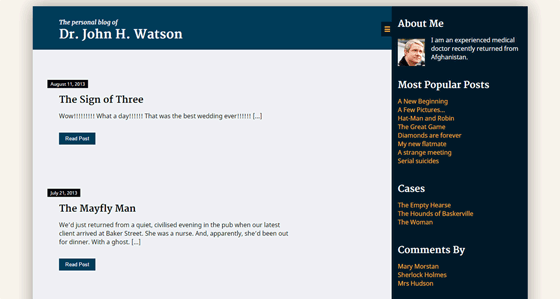 The personal blog of
Dr. John H. Watson
August 11, 2013
The Sign of Three
Wow!!!!!!!!! What a day!!!!!! That was the best wedding ever!!!!!! [...]
Read Post
July 21, 2013
The Mayfly Man
We'd just returned from a quiet, civilised evening in the pub when our latest
client arrived at Baker Street. She was a nurse. And, apparently, she'd been out
for dinner. With a ghost. [...]
Read Post
About Me
I am an experienced medical
doctor recently returned from
Afghanistan.
Most Popular Posts
A New Beginning
A Few Pictures...
Hat-Man and Robin
The Great Game
Diamonds are forever
My new flatmate
A strange meeting
Serial suicides
Cases
The Empty Hearse
The Hounds of Baskerville
The Woman
Comments By
Mary Morstan
Sherlock Holmes
Mrs Hudson